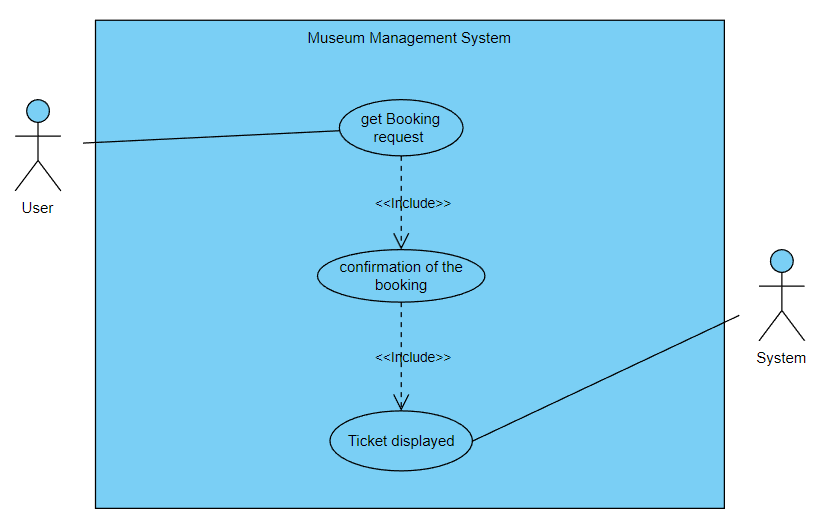 Museum Management System
get Booking
request
User
<<Include>>
confirmation of the
booking
<<Include>>
System
Ticket displayed